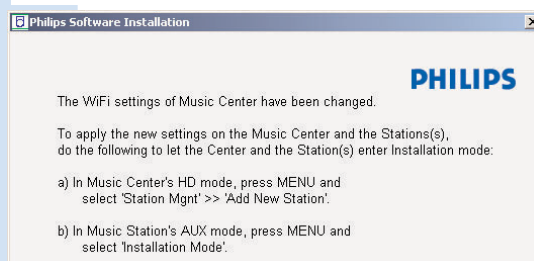 Philips Software Installation
PHILIPS
The WiFi settings of Music Center have been changed.
To apply the new settings on the Music Center and the Stations(s),
do the following to let the Center and the Station(s) enter Installation mode:
a) In Music Center's HD mode, press MENU and
select 'Station Mgnt' >> 'Add New Station'.
b) In Music Station's AUX mode, press MENU and
select 'Installation Mode'.